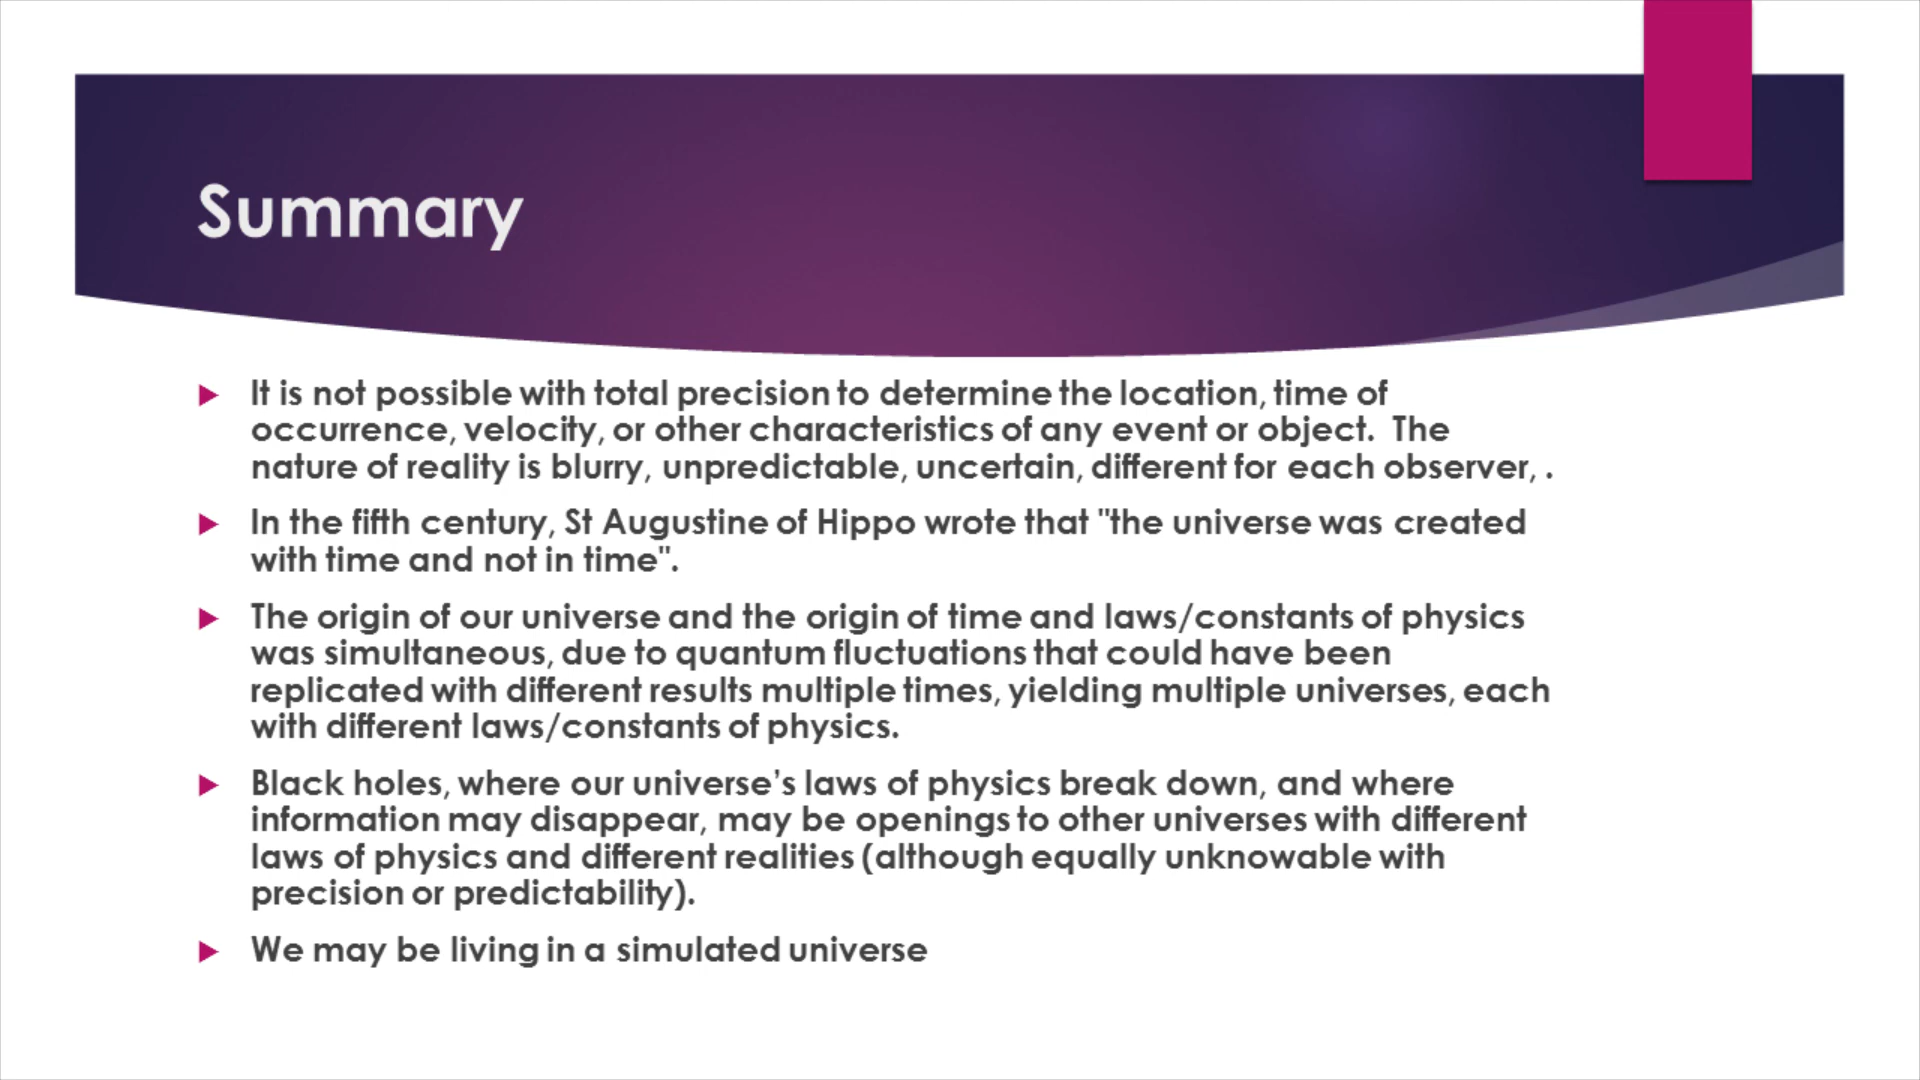 Summary
It is not possible with total precision to determine the location, time of
occurrence, velocity, or other characteristics of any event or object.  The
nature of reality is blurry, unpredictable, uncertain, different for each observer, .
In the fifth century, St Augustine of Hippo wrote that "the universe was created
with time and not in time".
The origin of our universe and the origin of time and laws/constants of physics
was simultaneous, due to quantum fluctuations that could have been
replicated with different results multiple times, yielding multiple universes, each
with different laws/constants of physics.
Black holes, where our universe’s laws of physics break down, and where
information may disappear, may be openings to other universes with different
laws of physics and different realities (although equally unknowable with
precision or predictability).
We may be living in a simulated universe